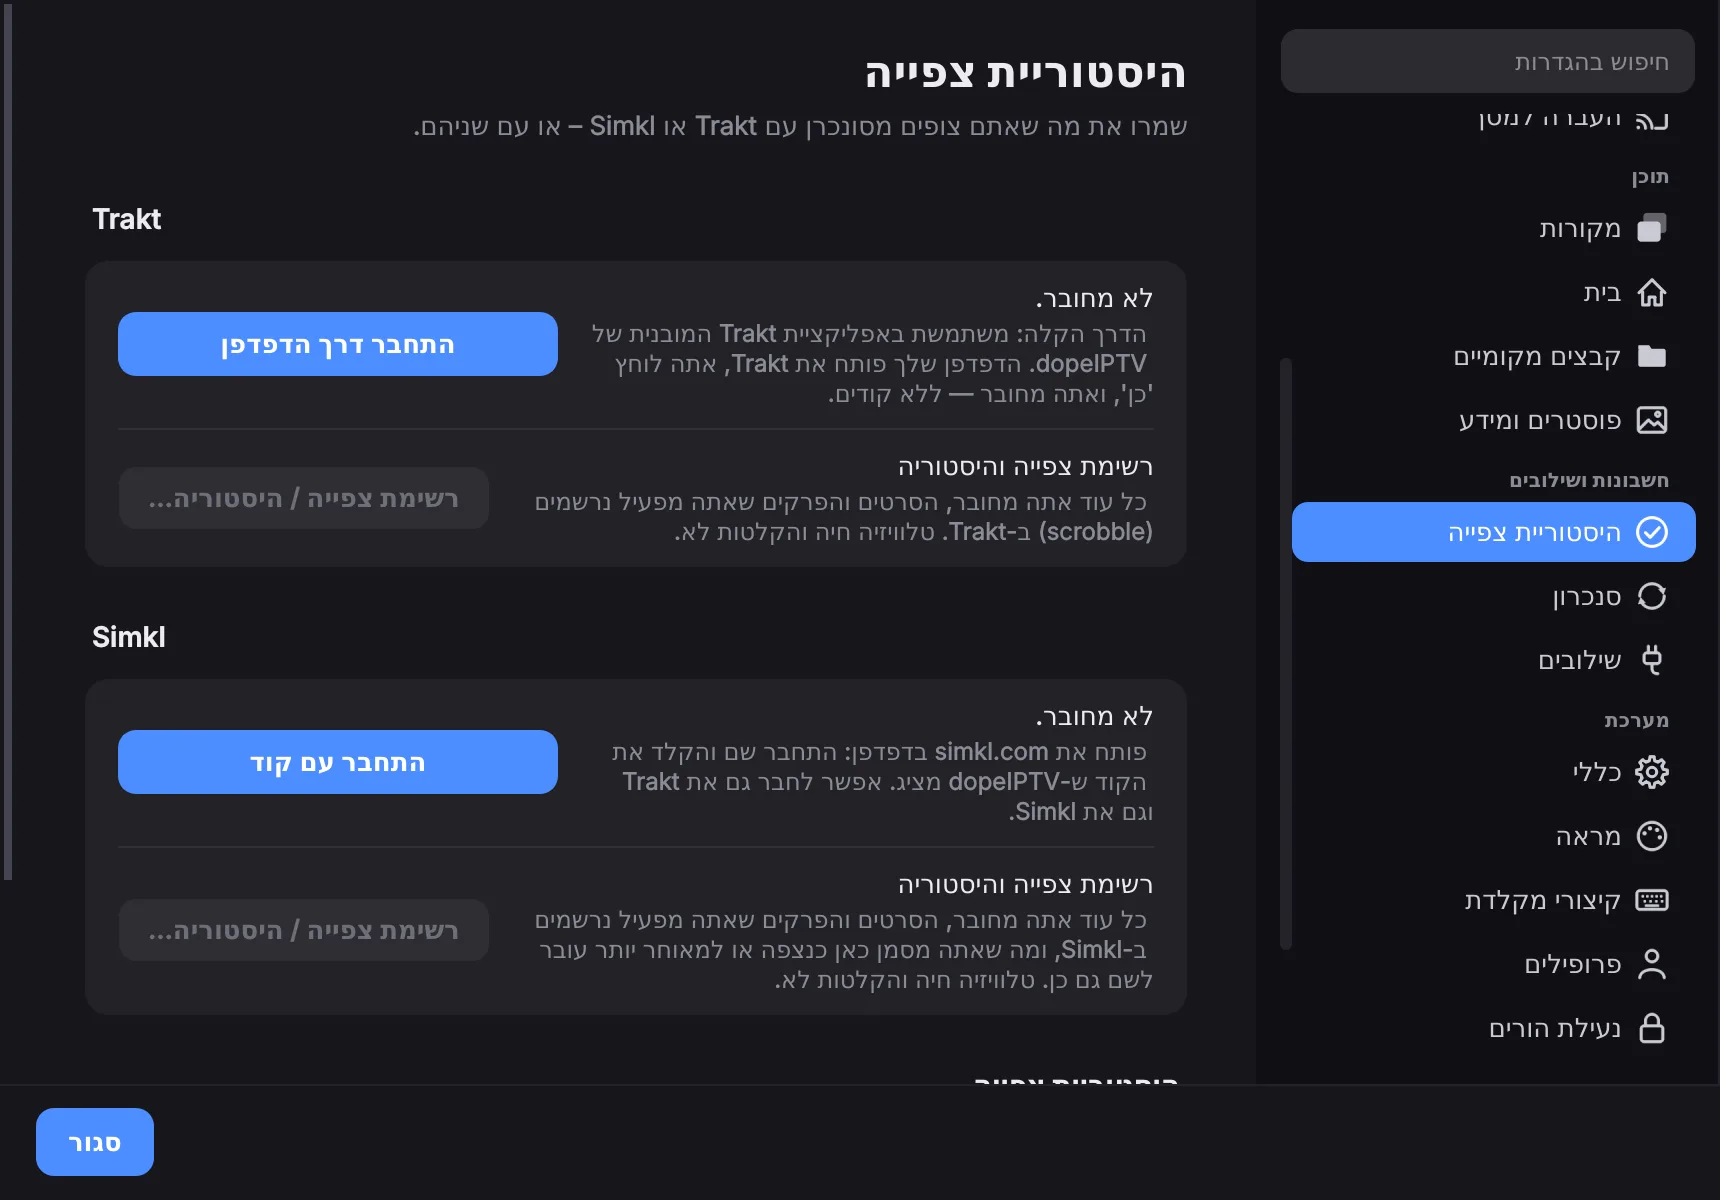 חיפוש בהגדרות
העברה למסך
תוכן
מקורות
בית
קבצים מקומיים
פוסטרים ומידע
חשבונות ושילובים
היסטוריית צפייה
סנכרון
שילובים
מערכת
כללי
מראה
קיצורי מקלדת
פרופילים
נעילת הורים
היסטוריית צפייה
שמרו את מה שאתם צופים מסונכרן עם Trakt או Simkl – או עם שניהם.
Trakt
לא מחובר.
הדרך הקלה: משתמשת באפליקציית Trakt המובנית של
dopeIPTV. הדפדפן שלך פותח את Trakt, אתה לוחץ
'כן', ואתה מחובר — ללא קודים.
התחבר דרך הדפדפן
רשימת צפייה והיסטוריה
כל עוד אתה מחובר, הסרטים והפרקים שאתה מפעיל נרשמים
(scrobble) ב-Trakt. טלוויזיה חיה והקלטות לא.
רשימת צפייה / היסטוריה...
Simkl
לא מחובר.
פותח את simkl.com בדפדפן: התחבר שם והקלד את
הקוד ש-dopeIPTV מציג. אפשר לחבר גם את Trakt
וגם את Simkl.
התחבר עם קוד
רשימת צפייה והיסטוריה
כל עוד אתה מחובר, הסרטים והפרקים שאתה מפעיל נרשמים
ב-Simkl, ומה שאתה מסמן כאן כנצפה או למאוחר יותר עובר
לשם גם כן. טלוויזיה חיה והקלטות לא.
רשימת צפייה / היסטוריה...
היסטוריית צפייה
סגור